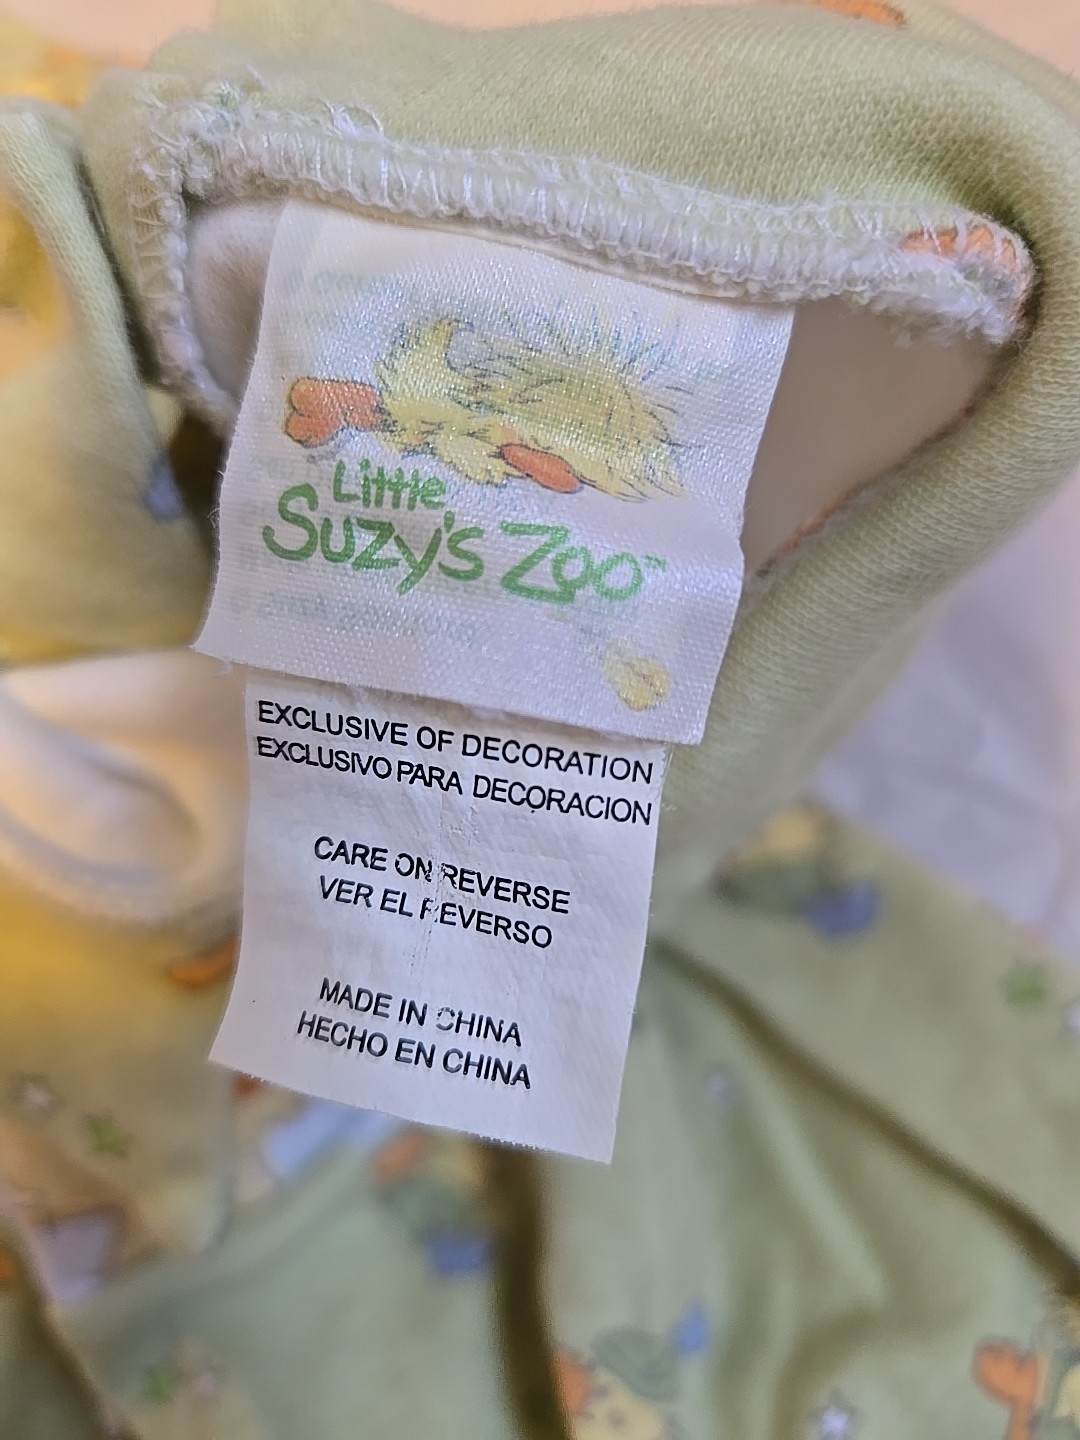 Little
Suzy's Zoo™
EXCLUSIVE OF DECORATION
EXCLUSIVO PARA DECORACION
CARE ON REVERSE
VER EL REVERSO
MADE IN CHINA
HECHO EN CHINA